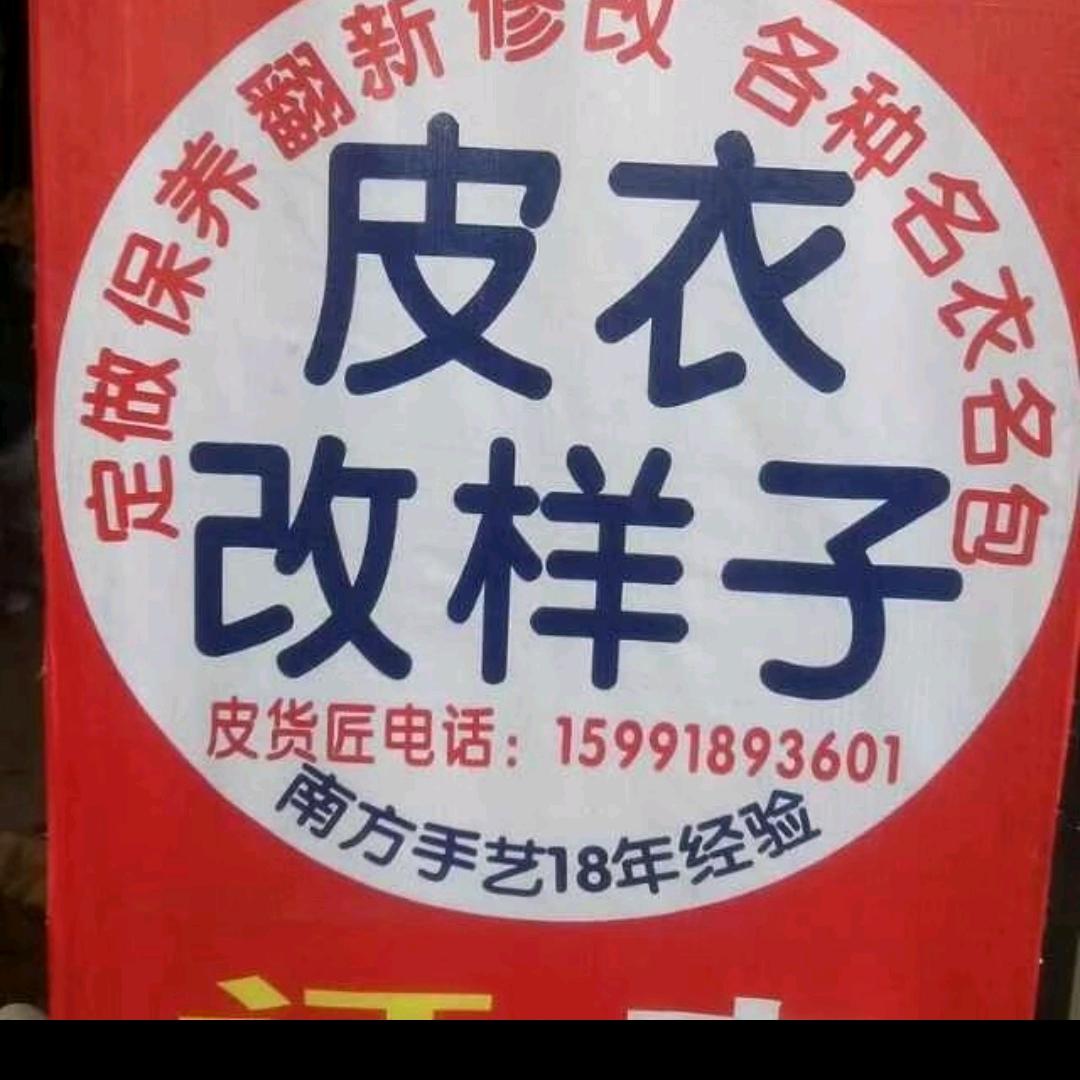 定做保养翻新修改 各种名衣名包
皮衣
改样子
皮货匠电话：15991893601
南方手艺18年经验